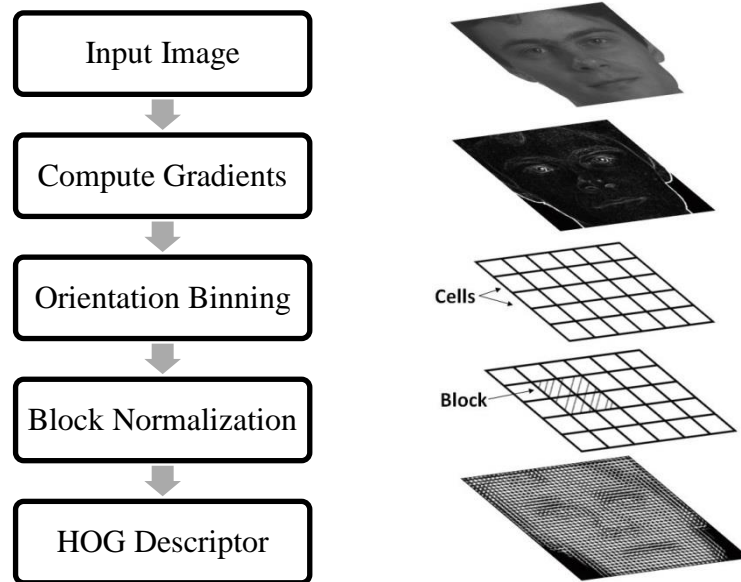 Input Image
Compute Gradients
Orientation Binning
Cells
Block Normalization
Block
HOG Descriptor